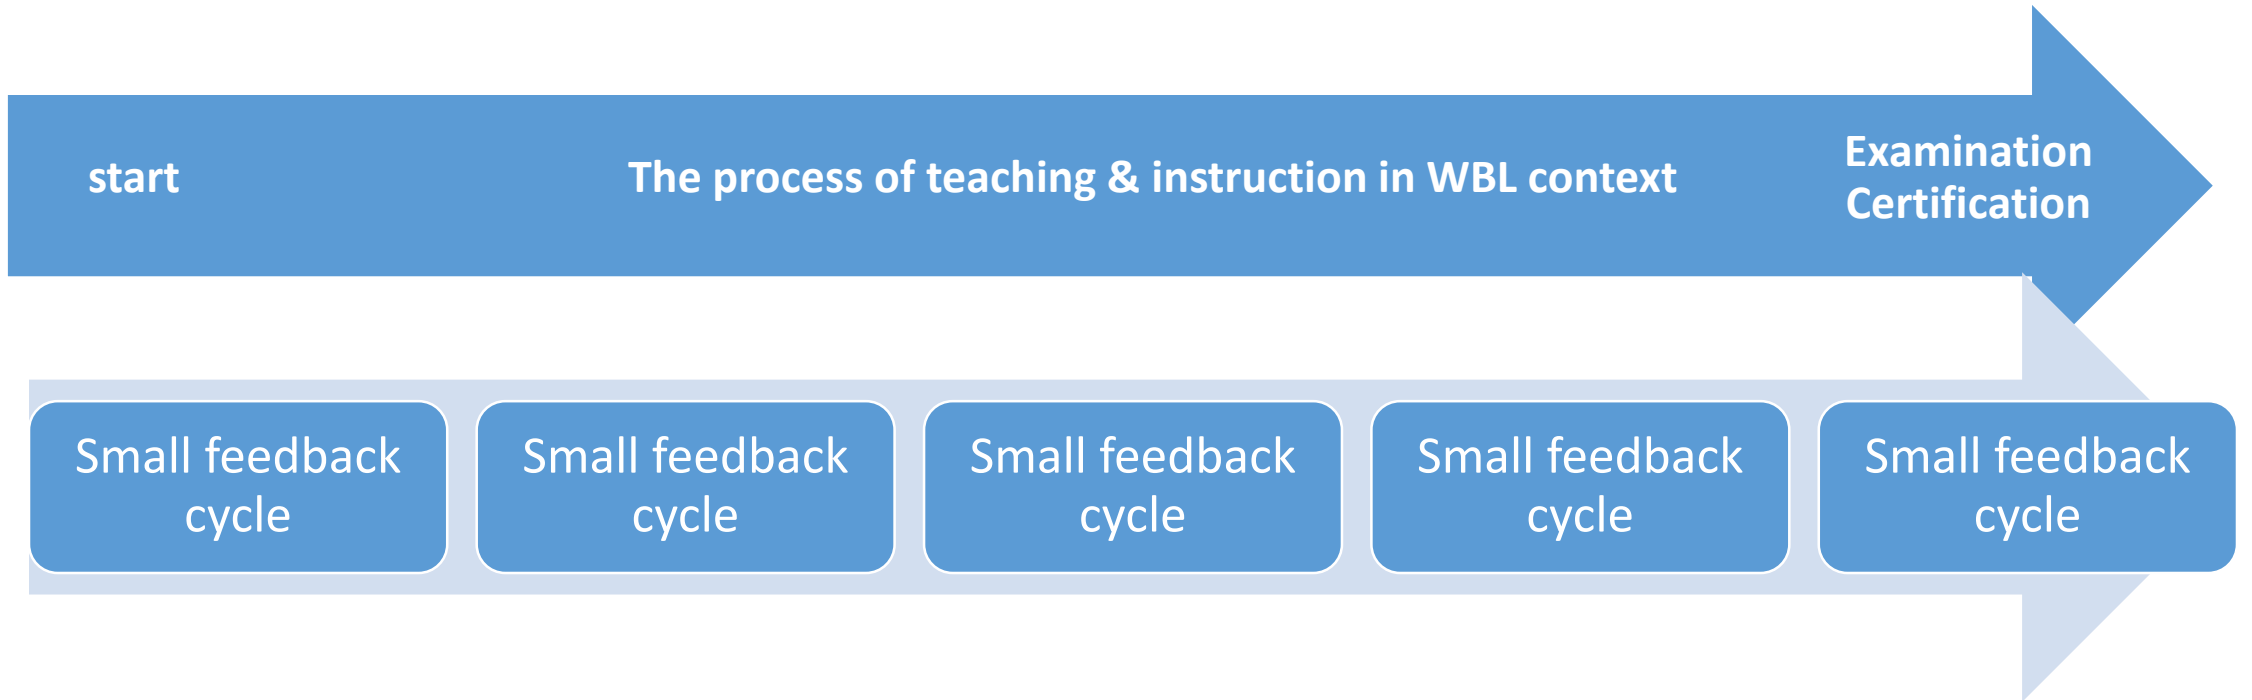 start
The process of teaching & instruction in WBL context
Examination
Certification
Small feedback
cycle
Small feedback
cycle
Small feedback
cycle
Small feedback
cycle
Small feedback
cycle